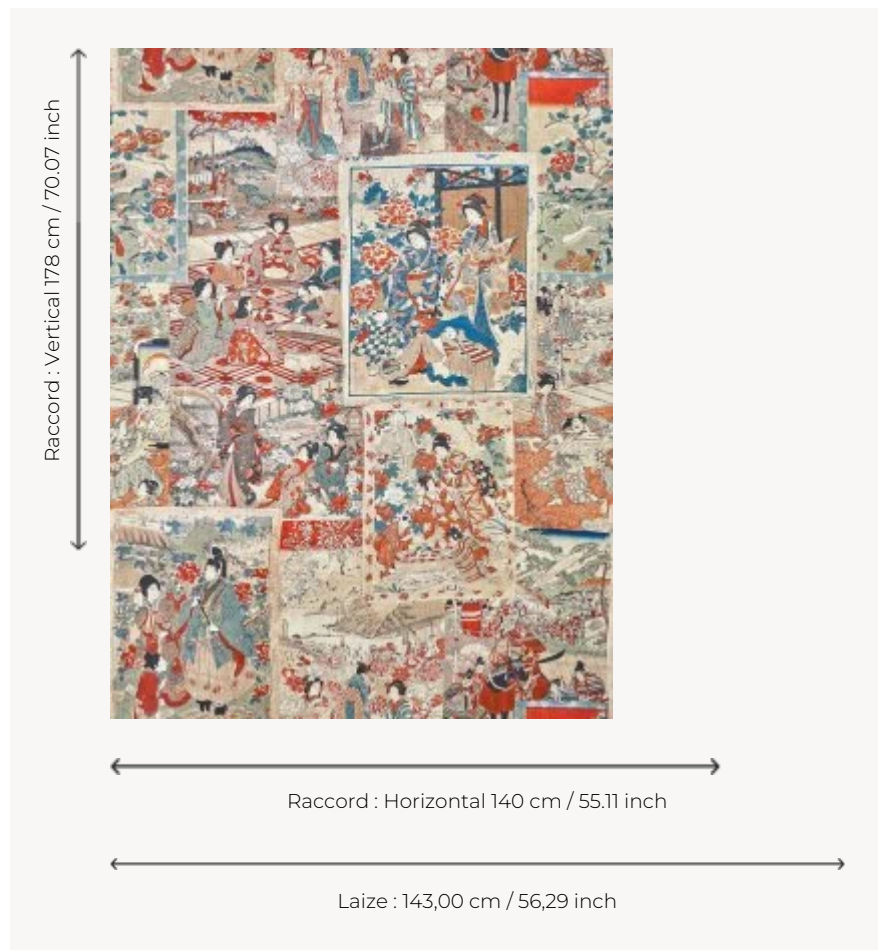 Raccord : Vertical 178 cm / 70.07 inch
Raccord : Horizontal 140 cm / 55.11 inch
Laize : 143,00 cm / 56,29 inch